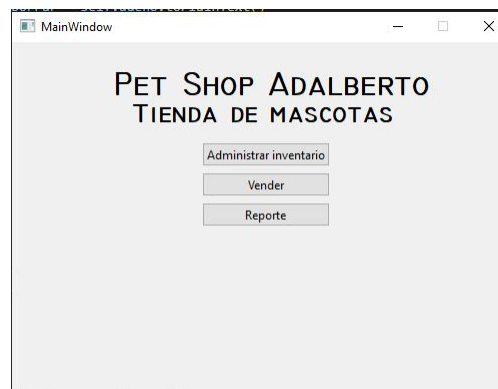 MainWindow
Pet Shop Adalberto
Tienda de mascotas
Administrar inventario
Vender
Reporte